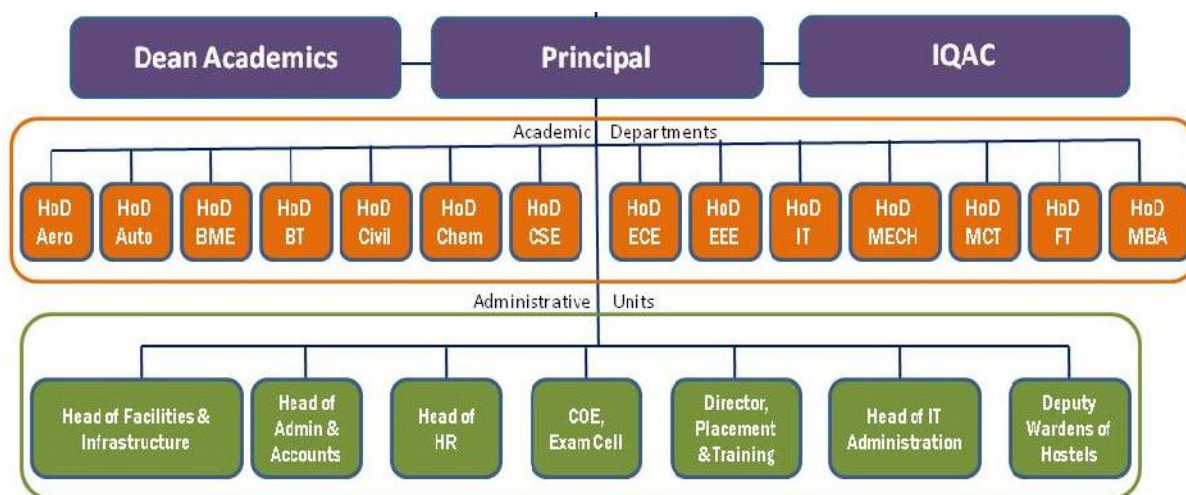 Dean Academics
Principal
IQAC
Academic Departments
HoD
Aero
HoD
Auto
HoD
BME
HoD
BT
HoD
Civil
HoD
Chem
HoD
CSE
HoD
ECE
HoD
EEE
HoD
IT
HoD
MECH
HoD
MCT
HoD
FT
HoD
MBA
Administrative Units
Head of Facilities &
Infrastructure
Head of
Admin &
Accounts
Head of
HR
COE,
Exam Cell
Director,
Placement
& Training
Head of IT
Administration
Deputy
Wardens of
Hostels